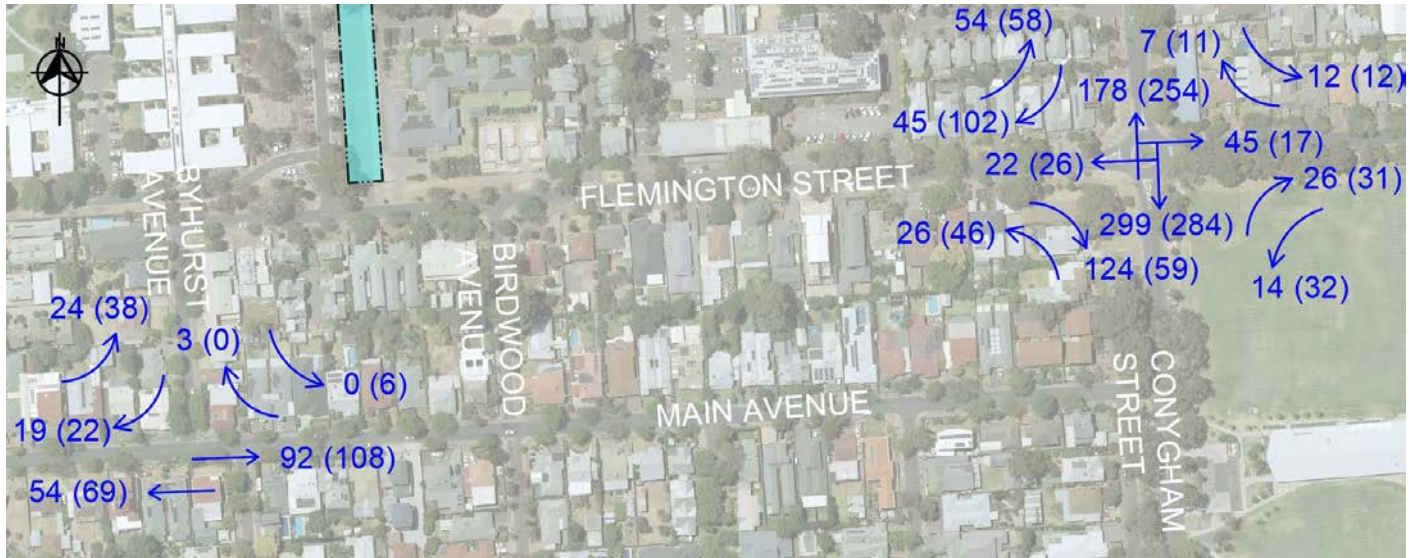 N
54 (58)
7 (11)
12 (12)
178 (254)
45 (102)
45 (17)
22 (26)
26 (31)
FLEMINGTON STREET
299 (284)
26 (46)
124 (59)
14 (32)
BYHURST
AVENUE
BIRDWOOD
AVENUE
24 (38)
3 (0)
0 (6)
CONYGHAM
STREET
MAIN AVENUE
19 (22)
92 (108)
54 (69)